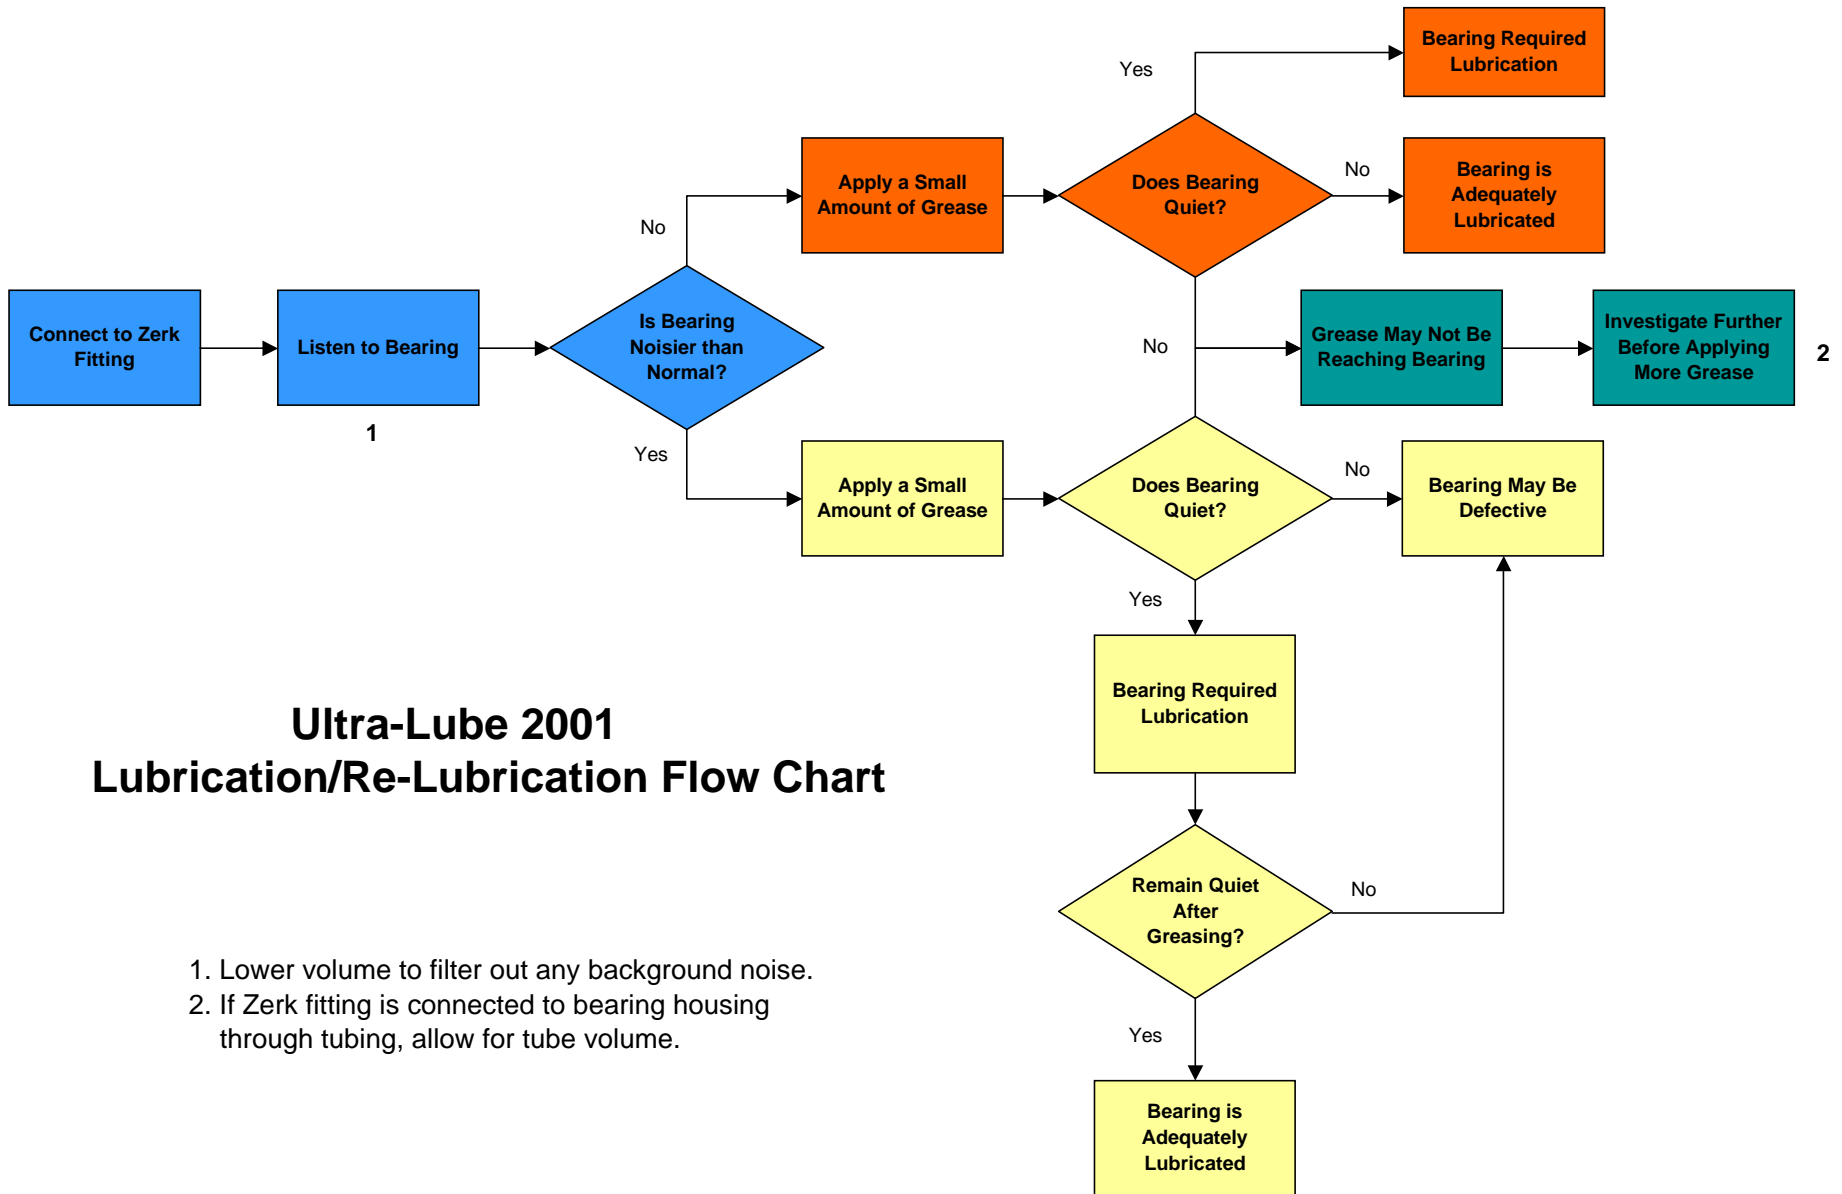 Bearing Required
Lubrication
Yes
Apply a Small
Amount of Grease
Does Bearing
Quiet?
No
Bearing is
Adequately
Lubricated
No
Connect to Zerk
Fitting
Listen to Bearing
1
Is Bearing
Noisier than
Normal?
No
Grease May Not Be
Reaching Bearing
Investigate Further
Before Applying
More Grease
2
Yes
Apply a Small
Amount of Grease
Does Bearing
Quiet?
No
Bearing May Be
Defective
Yes
Bearing Required
Lubrication
Ultra-Lube 2001
Lubrication/Re-Lubrication Flow Chart
Remain Quiet
After
Greasing?
No
1. Lower volume to filter out any background noise.
2. If Zerk fitting is connected to bearing housing
through tubing, allow for tube volume.
Yes
Bearing is
Adequately
Lubricated